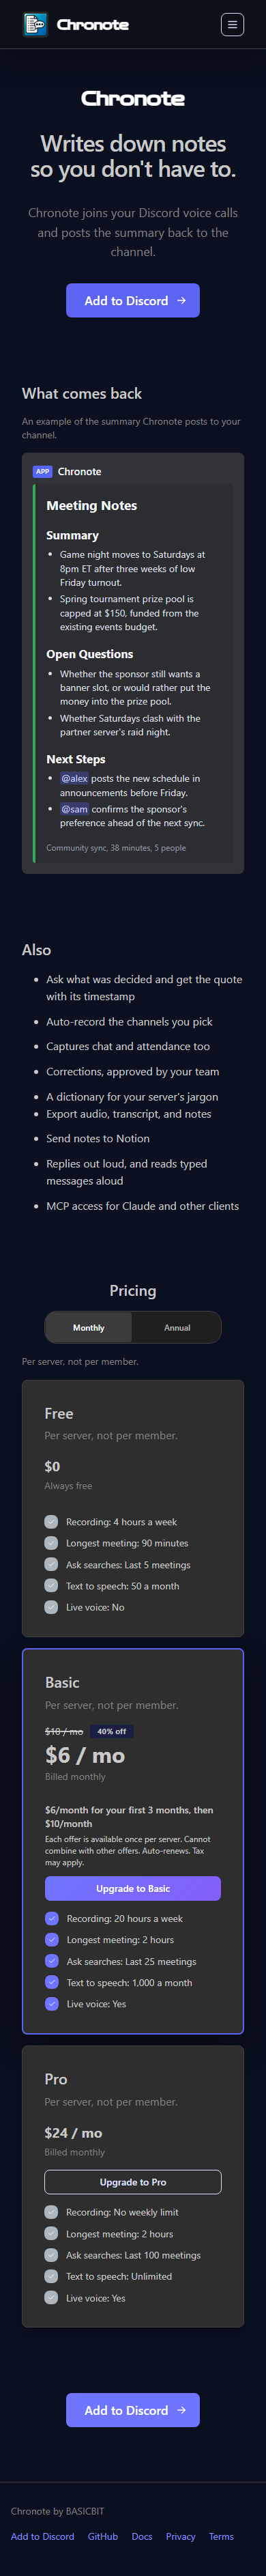 Chronote
Chronote
Writes down notes
so you don't have to.
Chronote joins your Discord voice calls
and posts the summary back to the
channel.
Add to Discord →
What comes back
An example of the summary Chronote posts to your
channel.
APP Chronote
Meeting Notes
Summary
• Game night moves to Saturdays at
8pm ET after three weeks of low
Friday turnout.
• Spring tournament prize pool is
capped at $150, funded from the
existing events budget.
Open Questions
• Whether the sponsor still wants a
banner slot, or would rather put the
money into the prize pool.
• Whether Saturdays clash with the
partner server's raid night.
Next Steps
• @alex posts the new schedule in
announcements before Friday.
• @sam confirms the sponsor's
preference ahead of the next sync.
Community sync, 38 minutes, 5 people
Also
• Ask what was decided and get the quote
with its timestamp
• Auto-record the channels you pick
• Captures chat and attendance too
• Corrections, approved by your team
• A dictionary for your server's jargon
• Export audio, transcript, and notes
• Send notes to Notion
• Replies out loud, and reads typed
messages aloud
• MCP access for Claude and other clients
Pricing
Monthly Annual
Per server, not per member.
Free
Per server, not per member.
$0
Always free
Recording: 4 hours a week
Longest meeting: 90 minutes
Ask searches: Last 5 meetings
Text to speech: 50 a month
Live voice: No
Basic
Per server, not per member.
$10 / mo 40% off
$6 / mo
Billed monthly
$6/month for your first 3 months, then
$10/month
Each offer is available once per server. Cannot
combine with other offers. Auto-renews. Tax
may apply.
Upgrade to Basic
Recording: 20 hours a week
Longest meeting: 2 hours
Ask searches: Last 25 meetings
Text to speech: 1,000 a month
Live voice: Yes
Pro
Per server, not per member.
$24 / mo
Billed monthly
Upgrade to Pro
Recording: No weekly limit
Longest meeting: 2 hours
Ask searches: Last 100 meetings
Text to speech: Unlimited
Live voice: Yes
Add to Discord →
Chronote by BASICBIT
Add to Discord GitHub Docs Privacy Terms